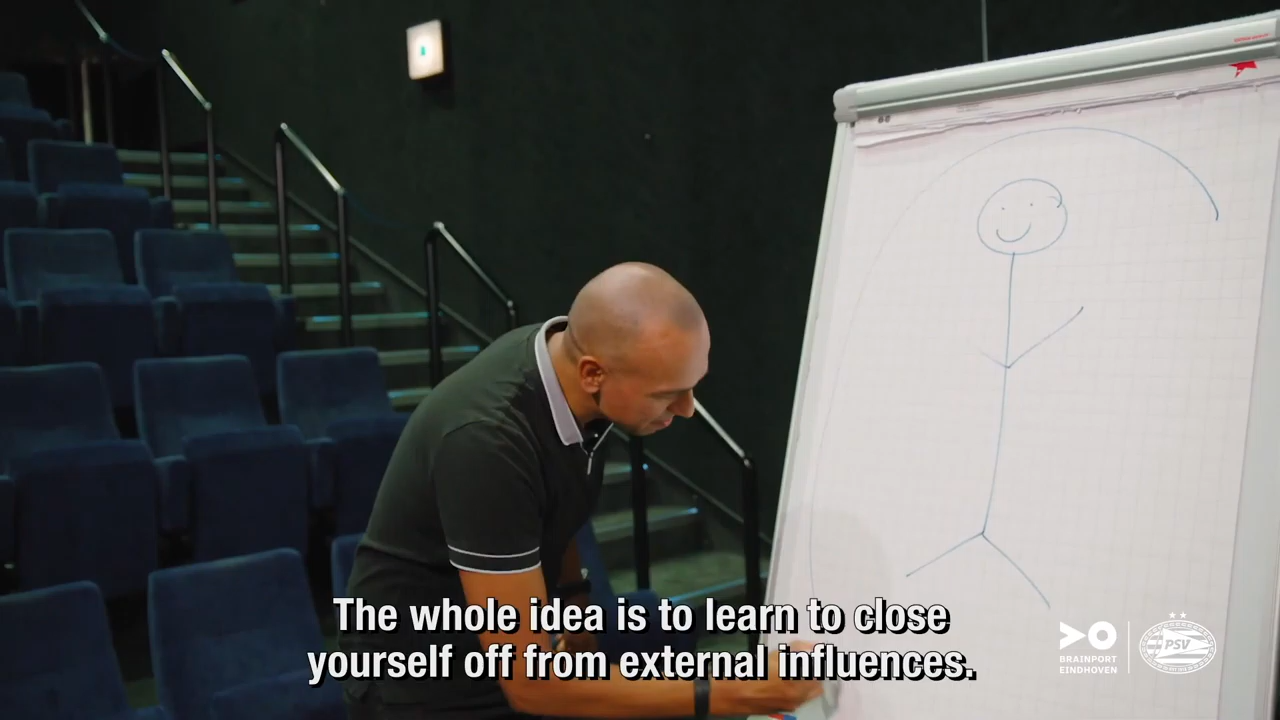 The whole idea is to learn to close
yourself off from external influences.
BRAINPORT
EINDHOVEN
PSV